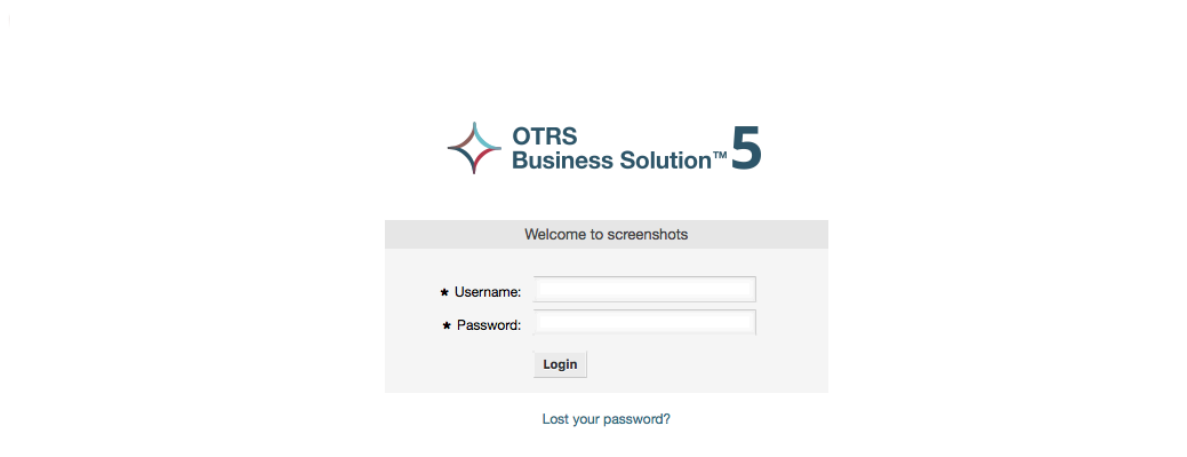 OTRS
Business Solution™ 5
Welcome to screenshots
* Username:
* Password:
Login
Lost your password?